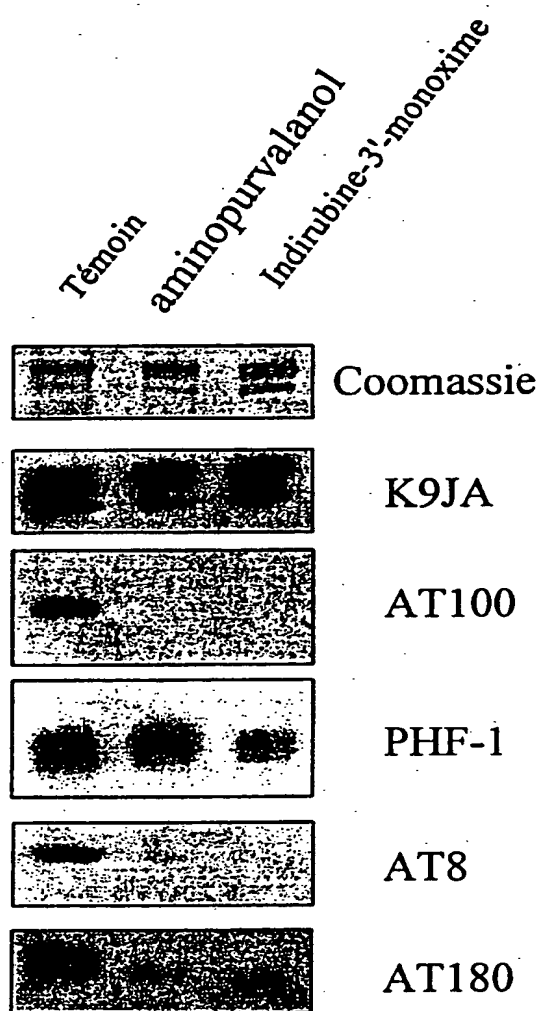 Témoin
aminopurvalanol
Indirubine-3'-monoxime
Coomassie
K9JA
AT100
PHF-1
AT8
AT180